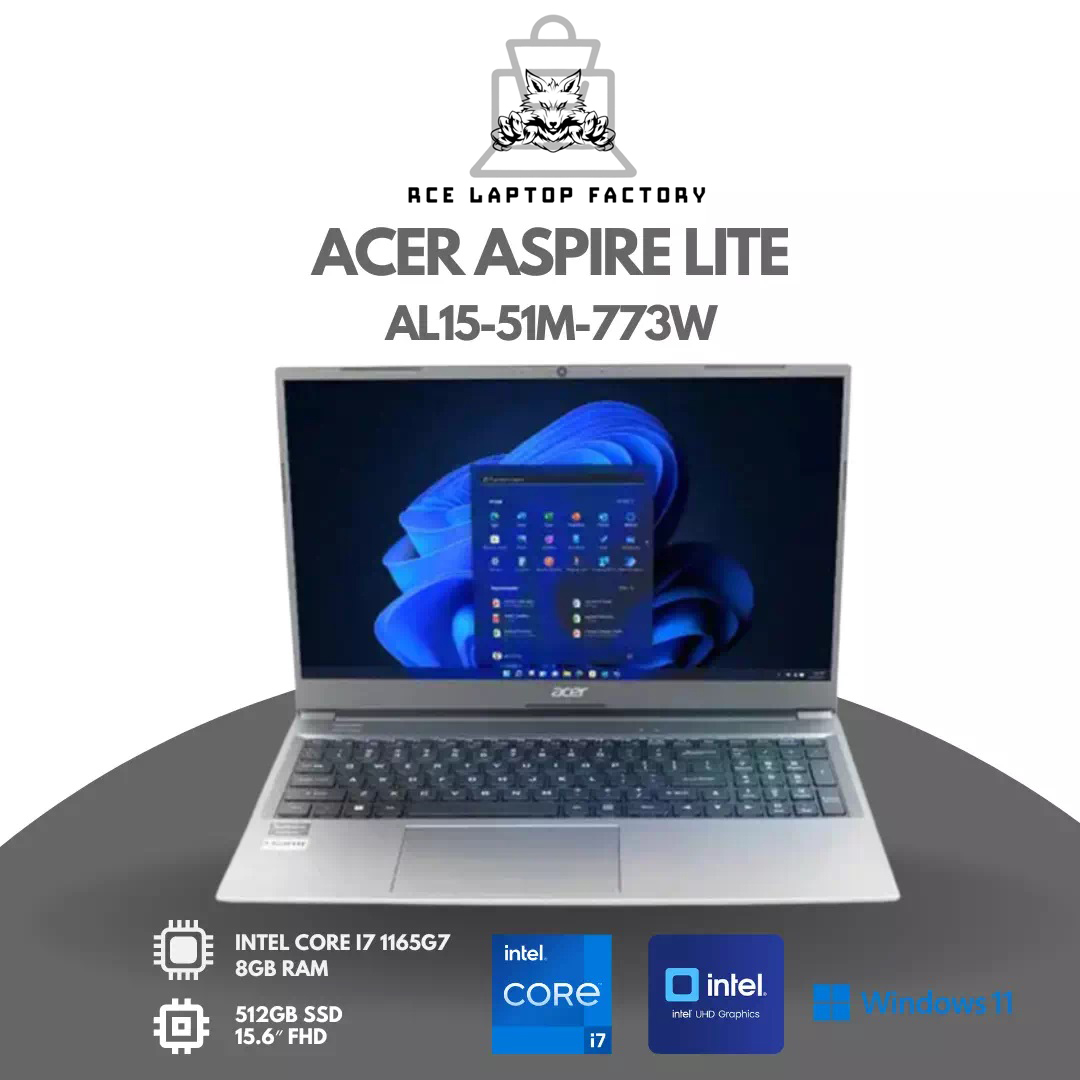 RCE LAPTOP FACTORY
ACER ASPIRE LITE
AL15-51M-773W
acer
INTEL CORE I7 1165G7
8GB RAM
512GB SSD
15.6″ FHD
intel.
CORE
i7
intel.
intel UHD Graphics
Windows 11